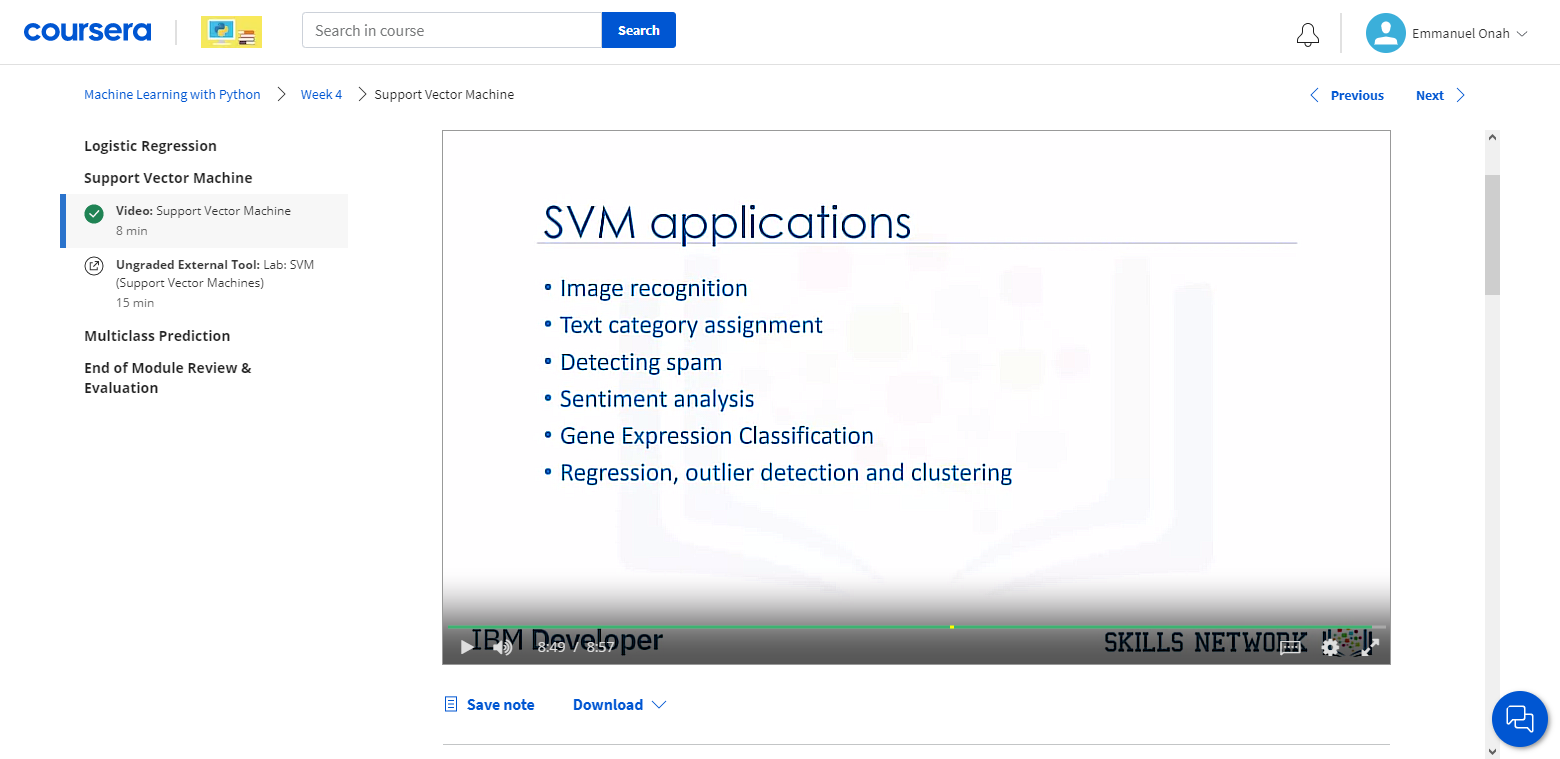 coursera
Search in course
Search
Emmanuel Onah
Machine Learning with Python
Week 4
Support Vector Machine
Previous
Next
Logistic Regression
Support Vector Machine
Video: Support Vector Machine
8 min
Ungraded External Tool: Lab: SVM
(Support Vector Machines)
15 min
Multiclass Prediction
End of Module Review &
Evaluation
SVM applications
• Image recognition
• Text category assignment
• Detecting spam
• Sentiment analysis
• Gene Expression Classification
• Regression, outlier detection and clustering
IBM Developer
SKILLS NETWORK
8:49 / 8:57
Save note
Download